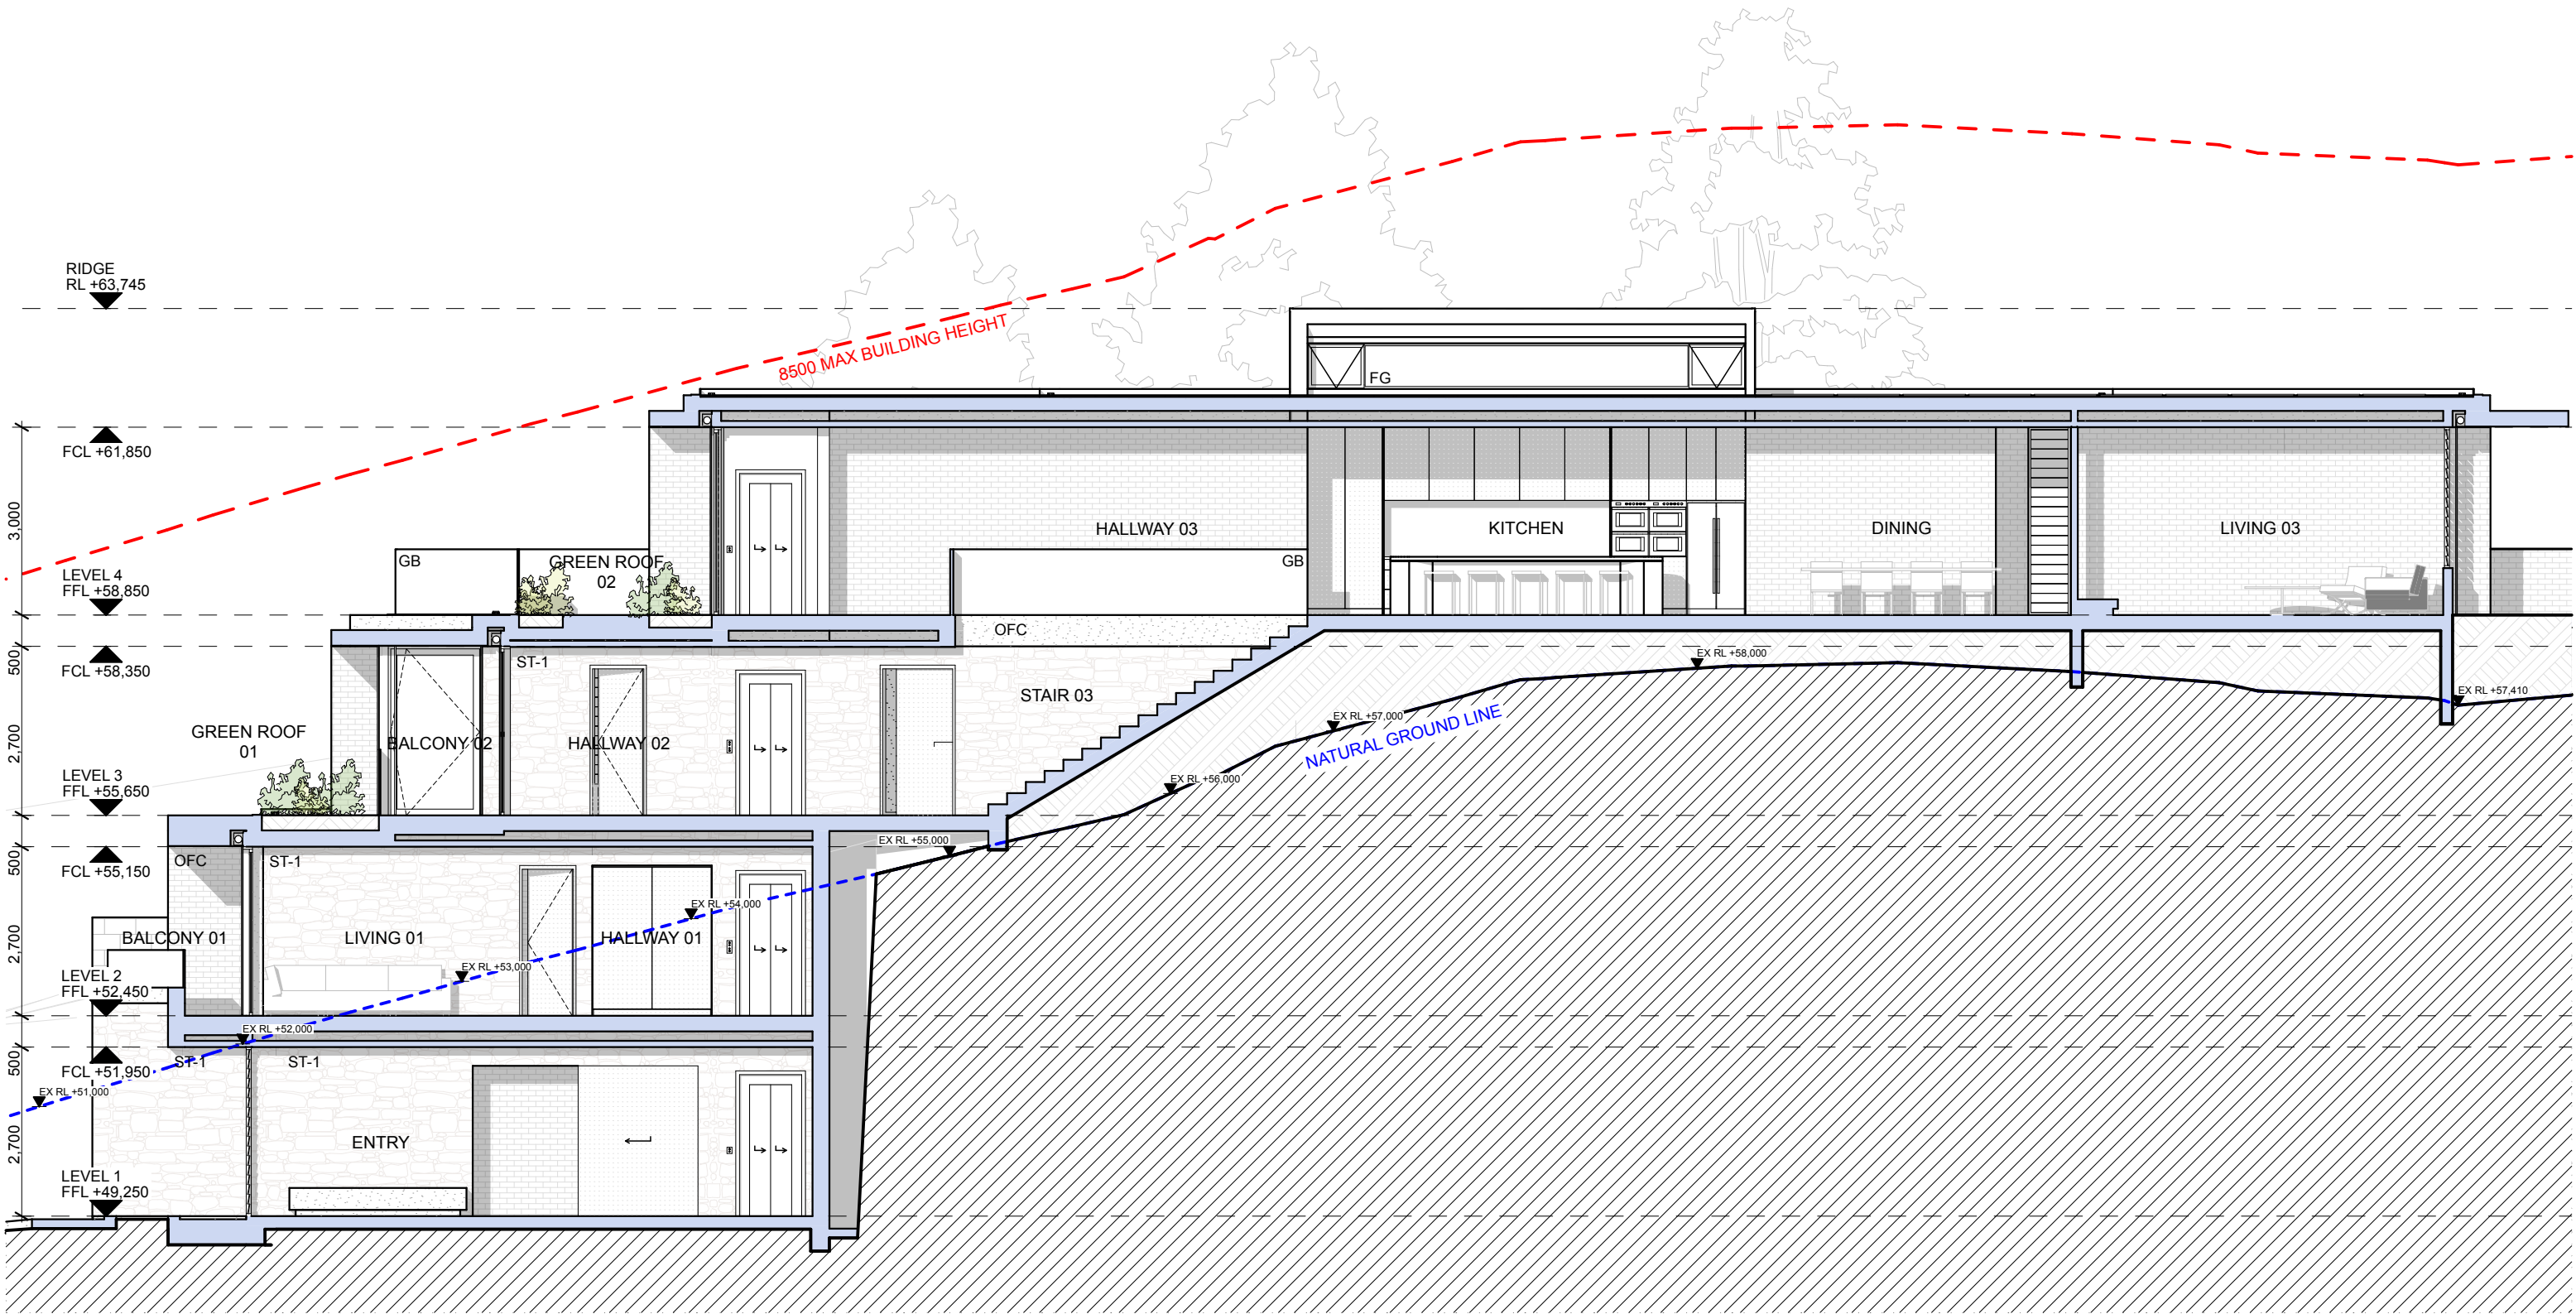 RIDGE
RL +63,745
8500 MAX BUILDING HEIGHT
FG
FCL +61,850
3,000
HALLWAY 03
KITCHEN
DINING
LIVING 03
GB
GREEN ROOF
02
GB
LEVEL 4
FFL +58,850
OFC
500
FCL +58,350
ST-1
EX RL +58,000
STAIR 03
EX RL +57,410
EX RL +57,000
NATURAL GROUND LINE
GREEN ROOF
01
2,700
BALCONY 02
HALLWAY 02
EX RL +56,000
LEVEL 3
FFL +55,650
EX RL +55,000
500
FCL +55,150
OFC
ST-1
EX RL +54,000
2,700
BALCONY 01
LIVING 01
HALLWAY 01
EX RL +53,000
LEVEL 2
FFL +52,450
EX RL +52,000
500
FCL +51,950
ST-1
ST-1
EX RL +51,000
2,700
ENTRY
LEVEL 1
FFL +49,250